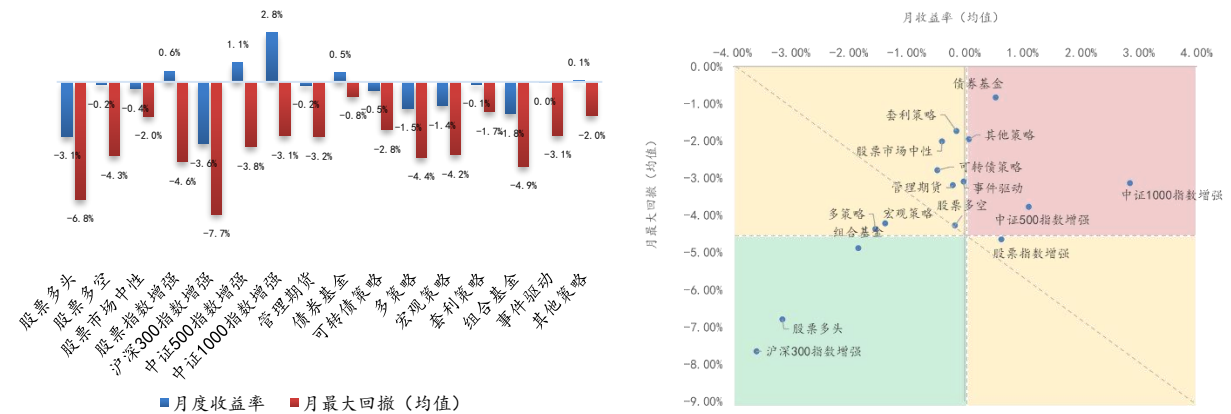 2.8%
1.1%
0.6%
0.5%
0.1%
-0.2%
-0.4%
-0.2%
-0.5%
-0.1%
0.0%
-3.1%
-2.0%
-3.6%
-0.8%
-1.5%
-1.4%
-1.7%
-1.8%
-2.0%
-4.3%
-4.6%
-3.8%
-3.1%
-3.2%
-2.8%
-4.4%
-4.2%
-4.9%
-3.1%
-6.8%
-7.7%
股票多头
股票多空
股票市场中性
股票指数增强
沪深300指数增强
中证500指数增强
中证1000指数增强
管理期货
债券基金
可转债策略
多策略
宏观策略
套利策略
组合基金
事件驱动
其他策略
月度收益率
月最大回撤（均值）
月收益率（均值）
-4.00% -3.00% -2.00% -1.00% 0.00% 1.00% 2.00% 3.00% 4.00%
月最大回撤（均值）
0.00%
-1.00%
-2.00%
-3.00%
-4.00%
-5.00%
-6.00%
-7.00%
-8.00%
-9.00%
债券基金
套利策略
其他策略
股票市场中性
可转债策略
管理期货
事件驱动
中证1000指数增强
股票多空
多策略
宏观策略
中证500指数增强
组合基金
股票指数增强
股票多头
沪深300指数增强